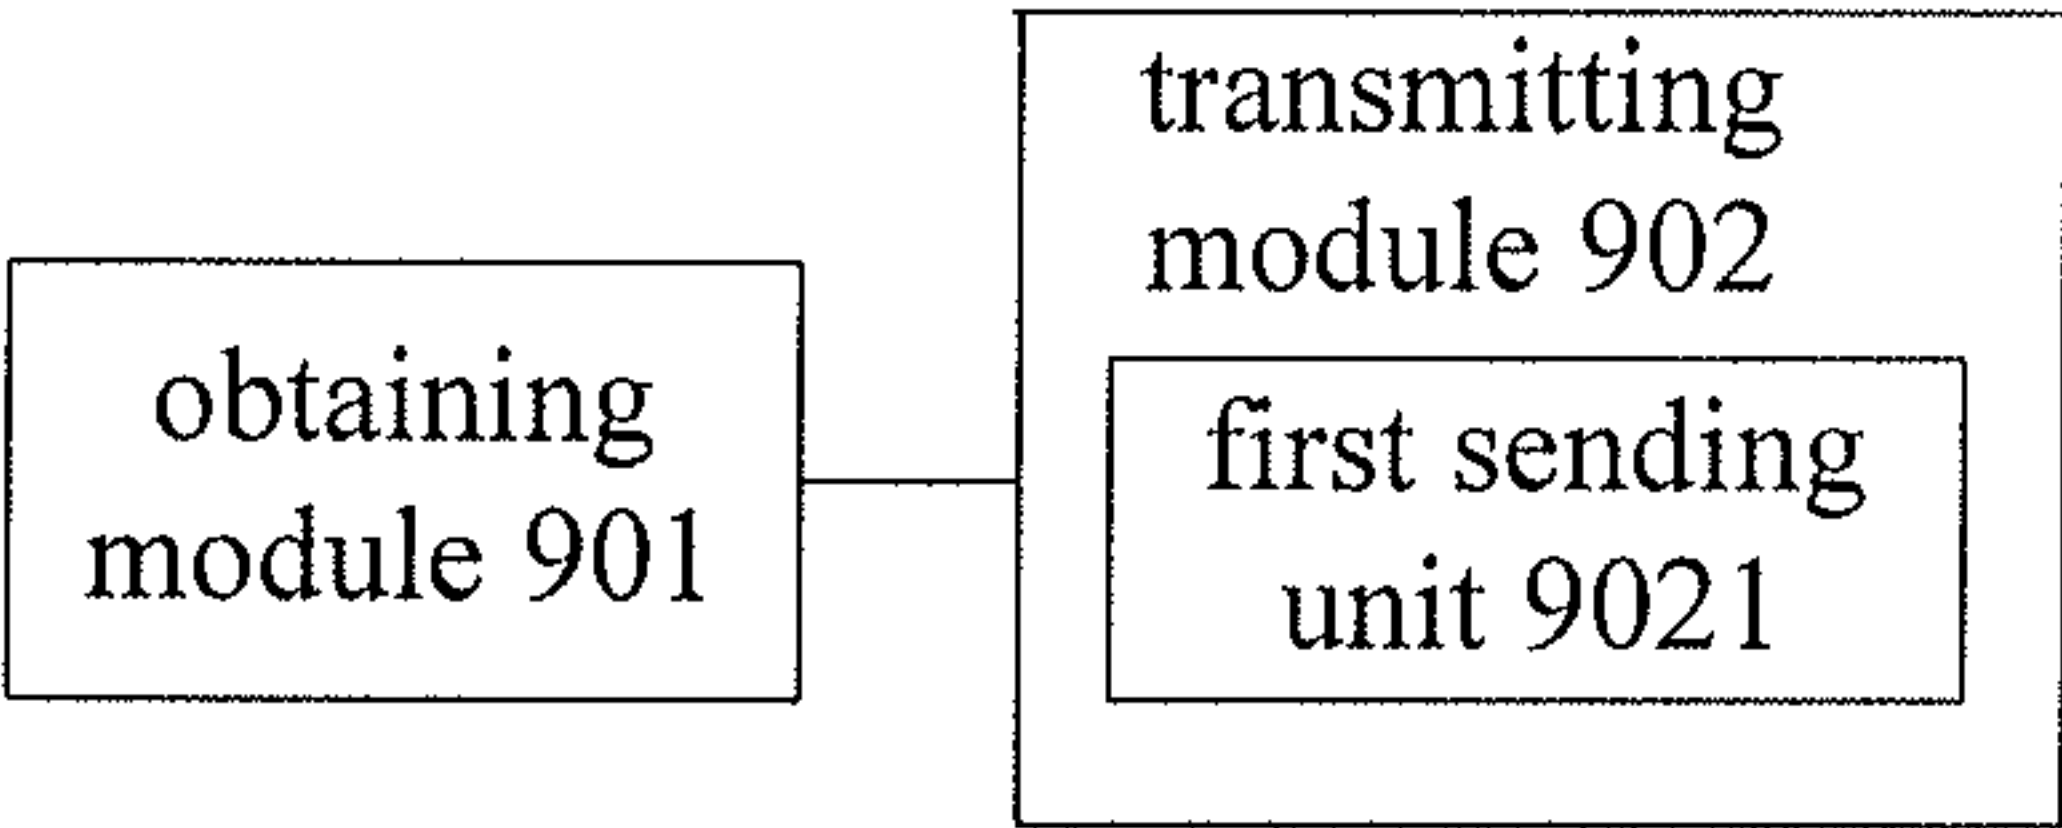 obtaining
module 901
transmitting
module 902
first sending
unit 9021